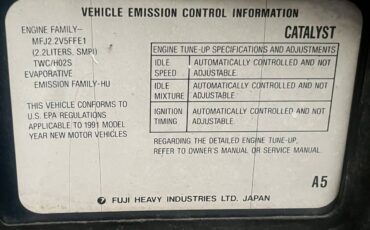 VEHICLE EMISSION CONTROL INFORMATION
ENGINE FAMILY-
MFJ2.2V5FFE1
(2.2LITERS, SMPI)
TWC/HO2S
EVAPORATIVE
EMISSION FAMILY-HU
THIS VEHICLE CONFORMS TO
U.S. EPA REGULATIONS
APPLICABLE TO 1991 MODEL
YEAR NEW MOTOR VEHICLES
CATALYST
ENGINE TUNE-UP SPECIFICATIONS AND ADJUSTMENTS
IDLE SPEED
AUTOMATICALLY CONTROLLED AND NOT
ADJUSTABLE.
IDLE MIXTURE
AUTOMATICALLY CONTROLLED AND NOT
ADJUSTABLE.
IGNITION TIMING
AUTOMATICALLY CONTROLLED AND NOT
ADJUSTABLE.
REGARDING THE DETAILED ENGINE TUNE-UP,
REFER TO OWNER'S MANUAL OR SERVICE MANUAL.
A5
FUJI HEAVY INDUSTRIES LTD. JAPAN